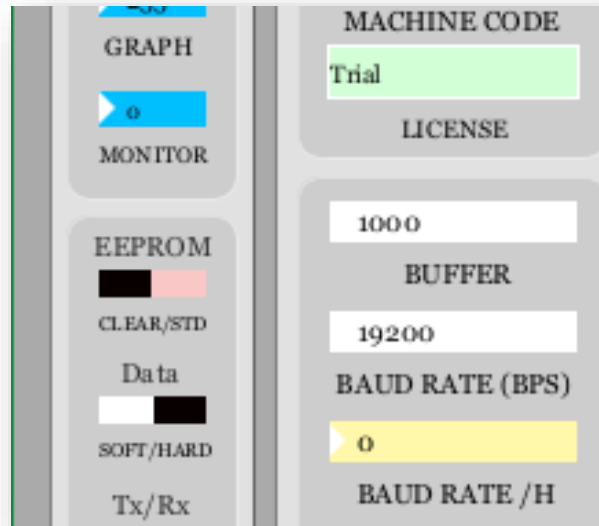 GRAPH
0
MONITOR
EEPROM
CLEAR/STD
Data
SOFT/HARD
Tx/Rx
MACHINE CODE
Trial
LICENSE
1000
BUFFER
19200
BAUD RATE (BPS)
0
BAUD RATE /H